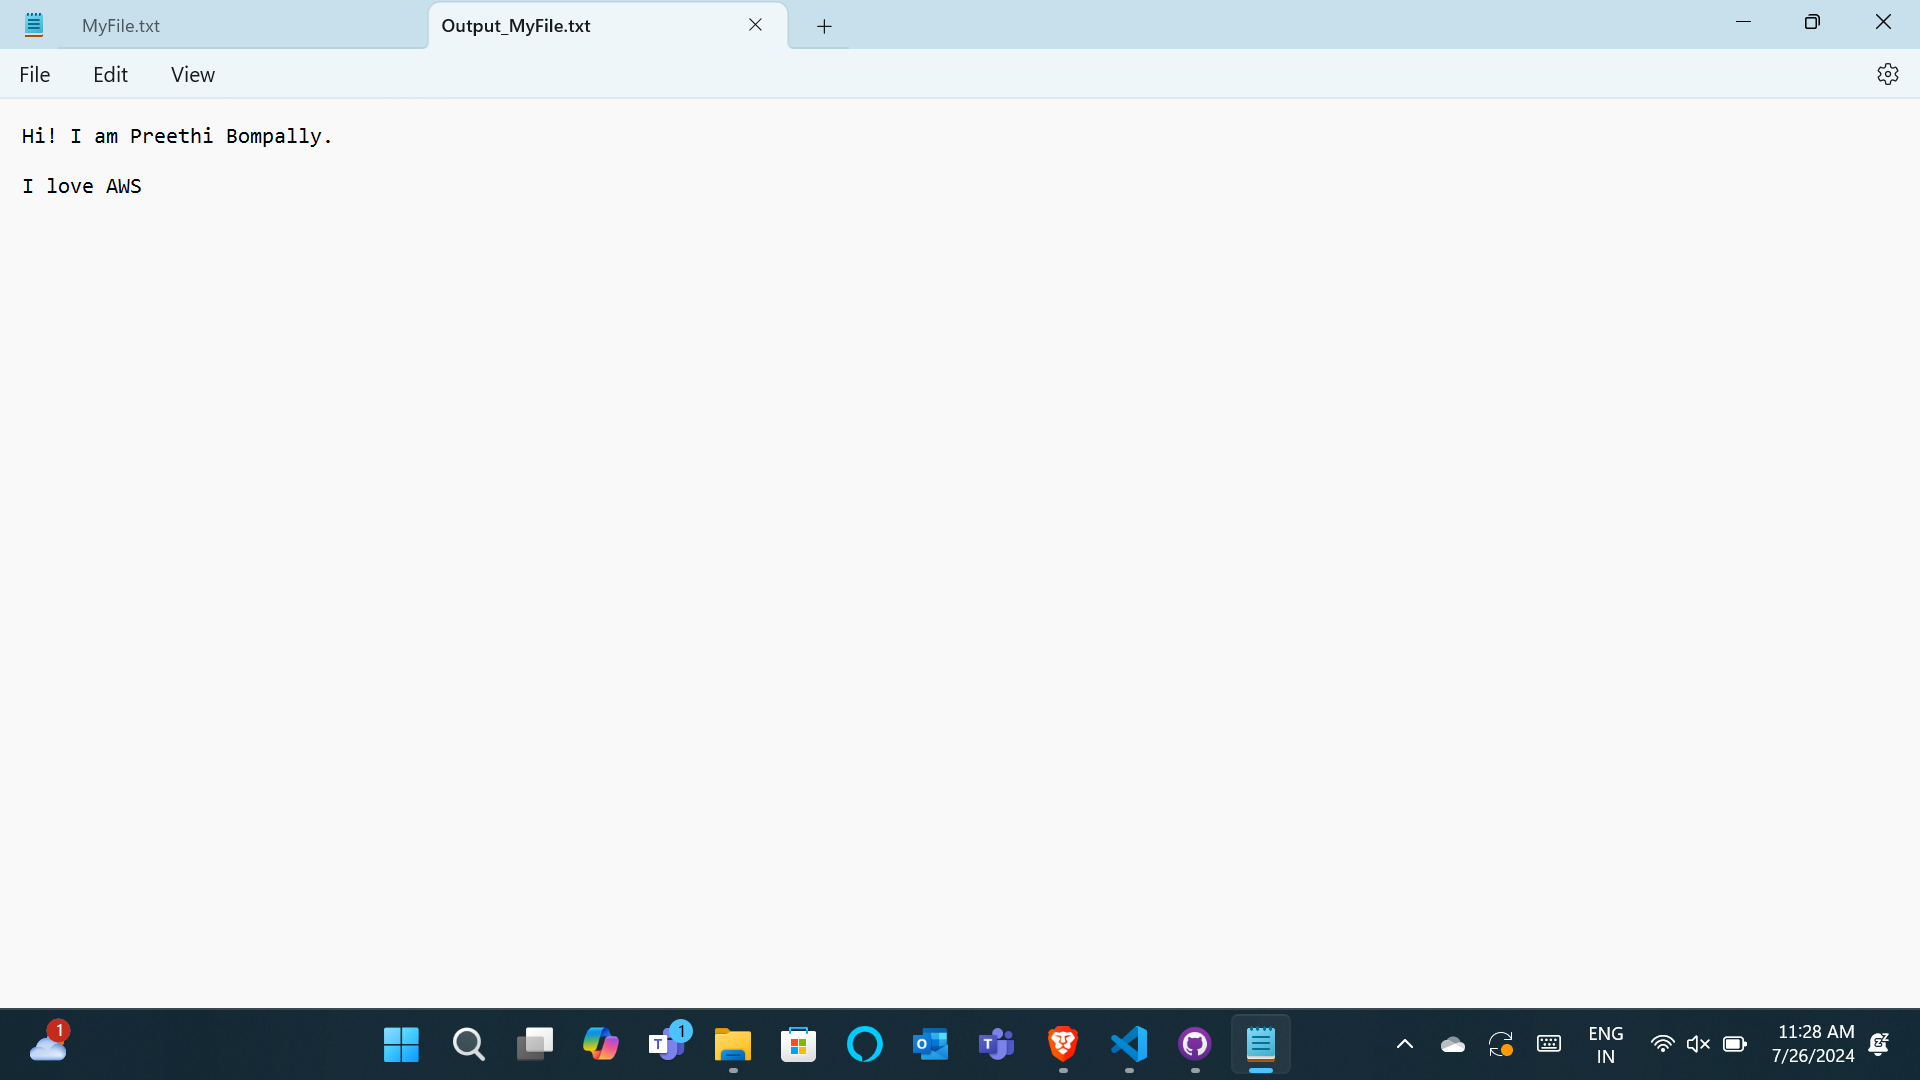 MyFile.txt
Output_MyFile.txt
File Edit View
Hi! I am Preethi Bompally.
I love AWS
1
T 1
O
T
ENG
IN
11:28 AM
7/26/2024